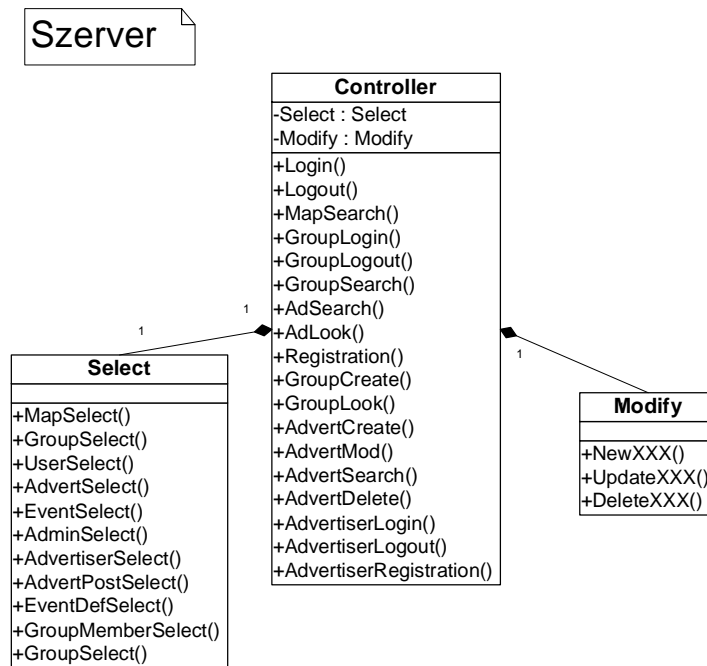 Szerver
Controller
-Select : Select
-Modify : Modify
+Login()
+Logout()
+MapSearch()
+GroupLogin()
+GroupLogout()
+GroupSearch()
+AdSearch()
+AdLook()
+Registration()
+GroupCreate()
+GroupLook()
+AdvertCreate()
+AdvertMod()
+AdvertSearch()
+AdvertDelete()
+AdvertiserLogin()
+AdvertiserLogout()
+AdvertiserRegistration()
1
1
1
Select
+MapSelect()
+GroupSelect()
+UserSelect()
+AdvertSelect()
+EventSelect()
+AdminSelect()
+AdvertiserSelect()
+AdvertPostSelect()
+EventDefSelect()
+GroupMemberSelect()
+GroupSelect()
Modify
+NewXXX()
+UpdateXXX()
+DeleteXXX()